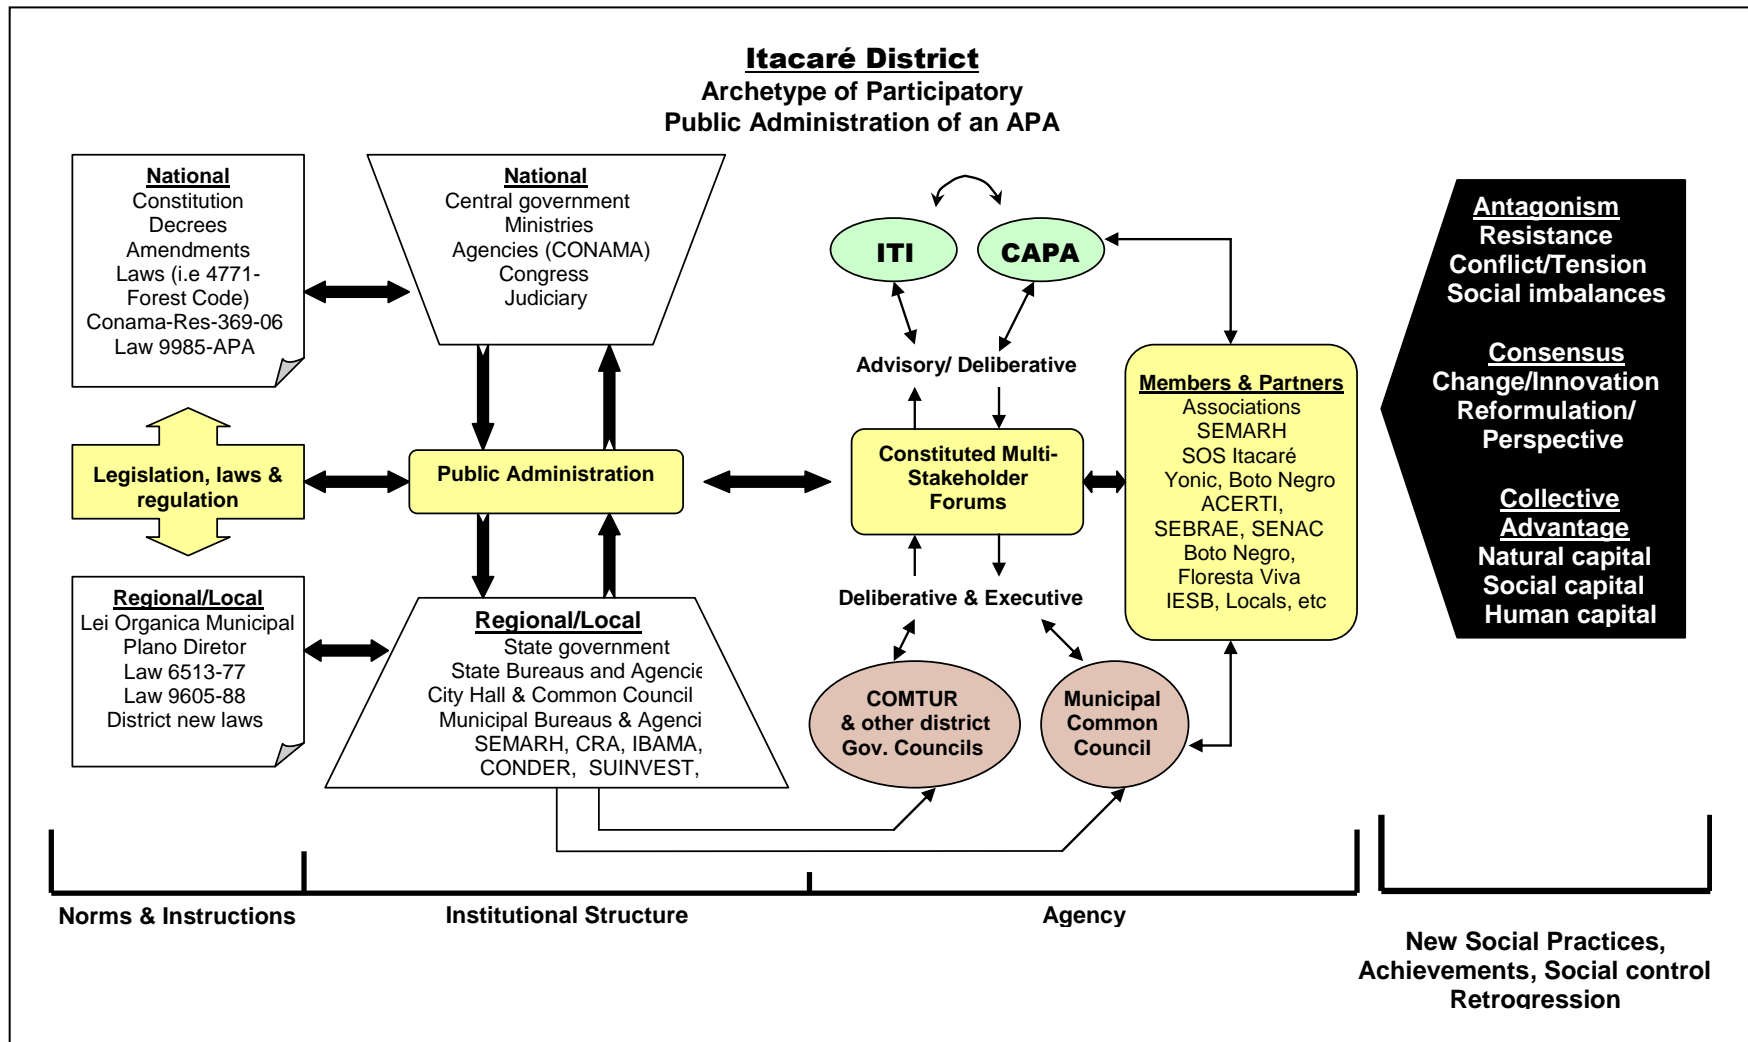 Itacaré District
Archetype of Participatory
Public Administration of an APA
National
Constitution
Decrees
Amendments
Laws (i.e 4771-
Forest Code)
Conama-Res-369-06
Law 9985-APA
Legislation, laws &
regulation
Regional/Local
Lei Organica Municipal
Plano Diretor
Law 6513-77
Law 9605-88
District new laws
National
Central government
Ministries
Agencies (CONAMA)
Congress
Judiciary
Public Administration
Regional/Local
State government
State Bureaus and Agencie
City Hall & Common Council
Municipal Bureaus & Agenci
SEMARH, CRA, IBAMA,
CONDER, SUINVEST,
ITI
CAPA
Advisory/ Deliberative
Constituted Multi-
Stakeholder
Forums
Deliberative & Executive
COMTUR
& other district
Gov. Councils
Municipal
Common
Council
Members & Partners
Associations
SEMARH
SOS Itacaré
Yonic, Boto Negro
ACERTI,
SEBRAE, SENAC
Boto Negro,
Floresta Viva
IESB, Locals, etc
Antagonism
Resistance
Conflict/Tension
Social imbalances
Consensus
Change/Innovation
Reformulation/
Perspective
Collective
Advantage
Natural capital
Social capital
Human capital
Norms & Instructions
Institutional Structure
Agency
New Social Practices,
Achievements, Social control
Retrogression